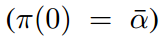 (π(0) = ᾱ)